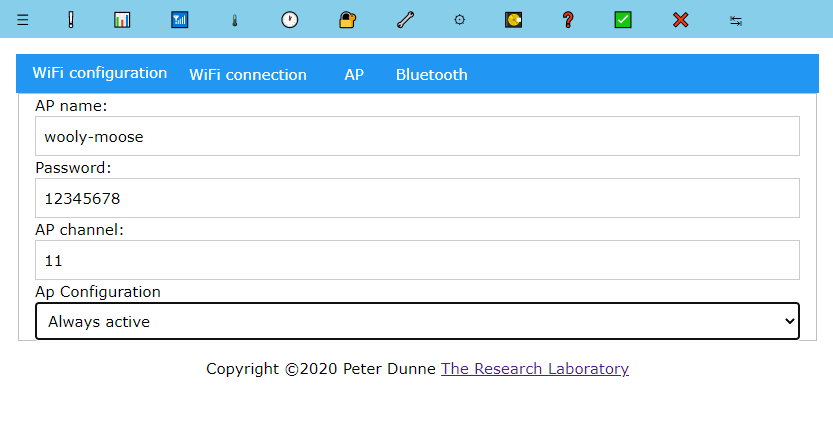 WiFi configuration WiFi connection AP Bluetooth
AP name:
wooly-moose
Password:
12345678
AP channel:
11
Ap Configuration
Always active
Copyright ©2020 Peter Dunne The Research Laboratory